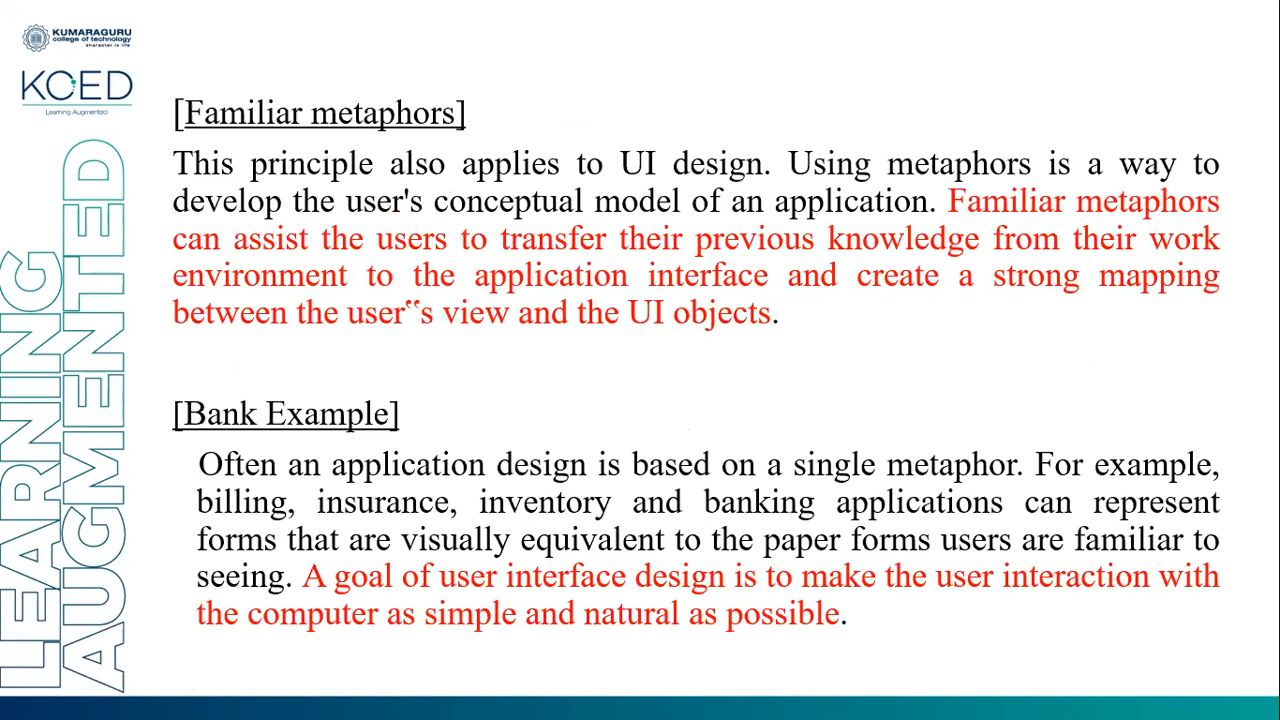 KUMARAGURU
college of technology
character is life
KCED
Learning Augmented
LEARNING
AUGMENTED
[Familiar metaphors]
This principle also applies to UI design. Using metaphors is a way to
develop the user's conceptual model of an application. Familiar metaphors
can assist the users to transfer their previous knowledge from their work
environment to the application interface and create a strong mapping
between the user‟s view and the UI objects.
[Bank Example]
Often an application design is based on a single metaphor. For example,
billing, insurance, inventory and banking applications can represent
forms that are visually equivalent to the paper forms users are familiar to
seeing. A goal of user interface design is to make the user interaction with
the computer as simple and natural as possible.